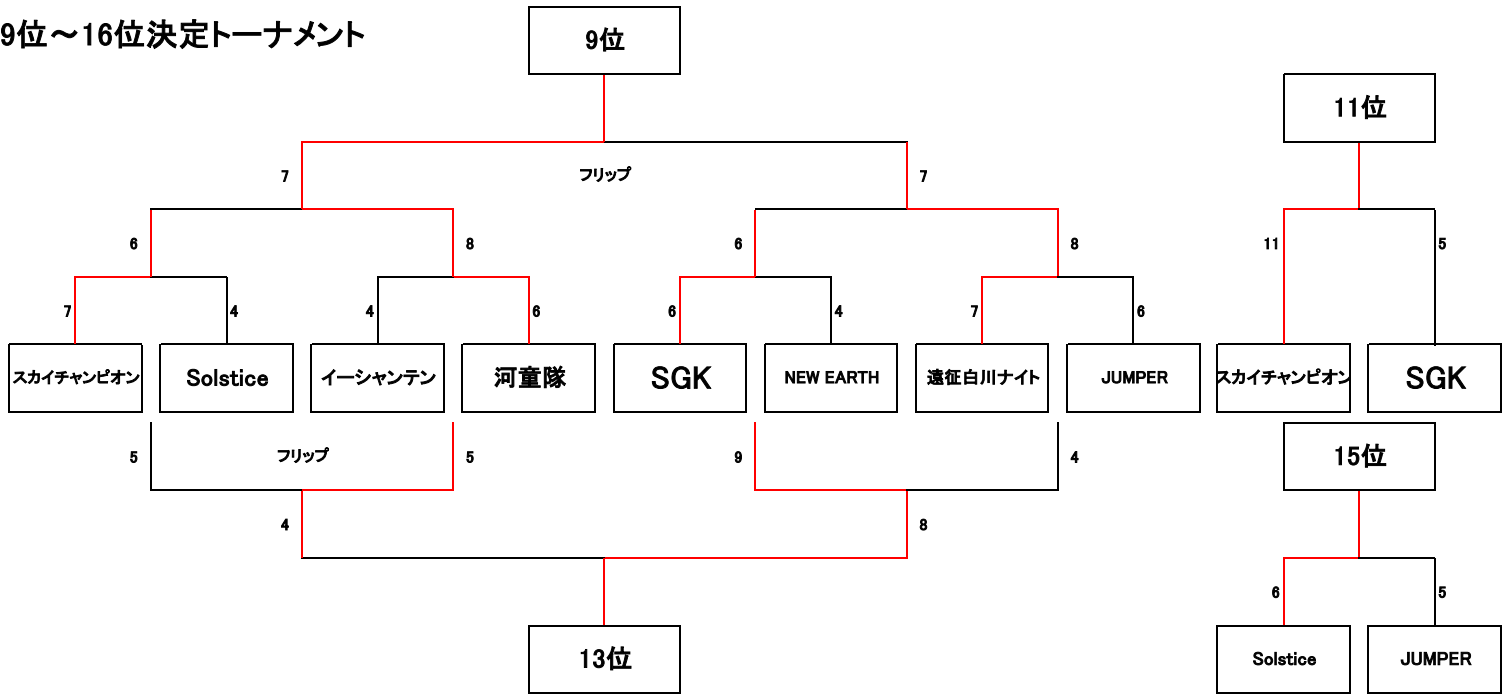 9位～16位決定トーナメント
9位
11位
7
フリップ
7
6
8
6
8
11
5
7
4
4
6
6
4
7
6
スカイチャンピオン
Solstice
イーシャンテン
河童隊
SGK
NEW EARTH
遠征白川ナイト
JUMPER
スカイチャンピオン
SGK
5
フリップ
5
9
4
15位
4
8
6
5
13位
Solstice
JUMPER